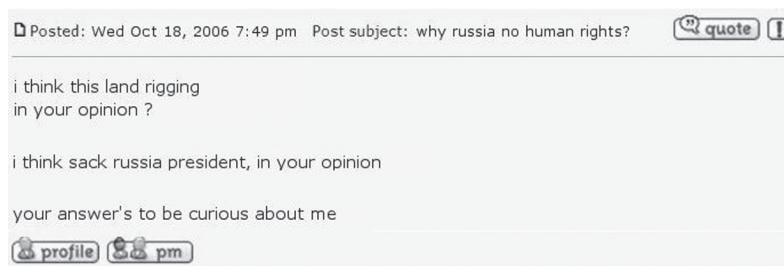 Posted: Wed Oct 18, 2006 7:49 pm Post subject: why russia no human rights? quote
i think this land rigging
in your opinion ?
i think sack russia president, in your opinion
your answer's to be curious about me
profile pm